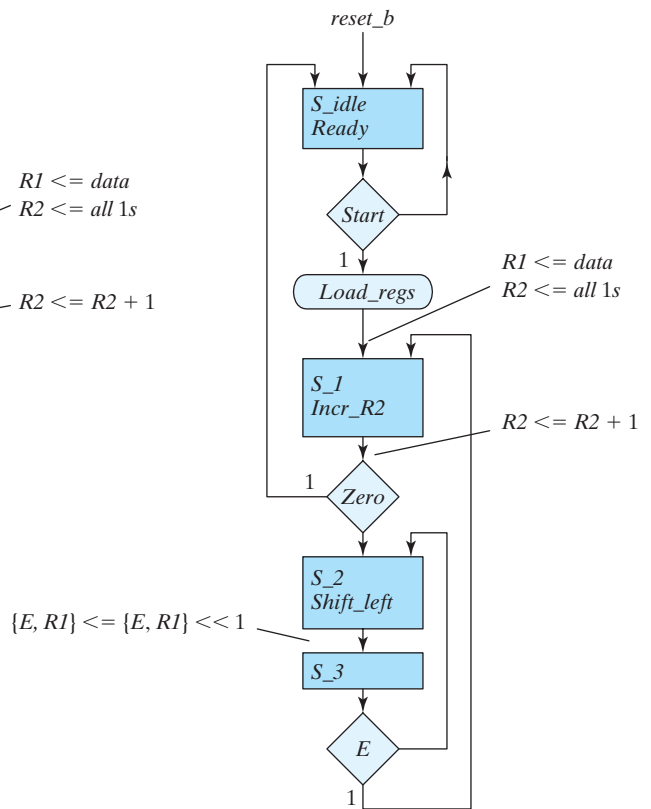 reset_b
S_idle
Ready
R1 <= data
R2 <= all 1s
Start
1
R1 <= data
R2 <= all 1s
Load_regs
R2 <= R2 + 1
S_1
Incr_R2
R2 <= R2 + 1
1
Zero
S_2
Shift_left
{E, R1} <= {E, R1} << 1
S_3
E
1